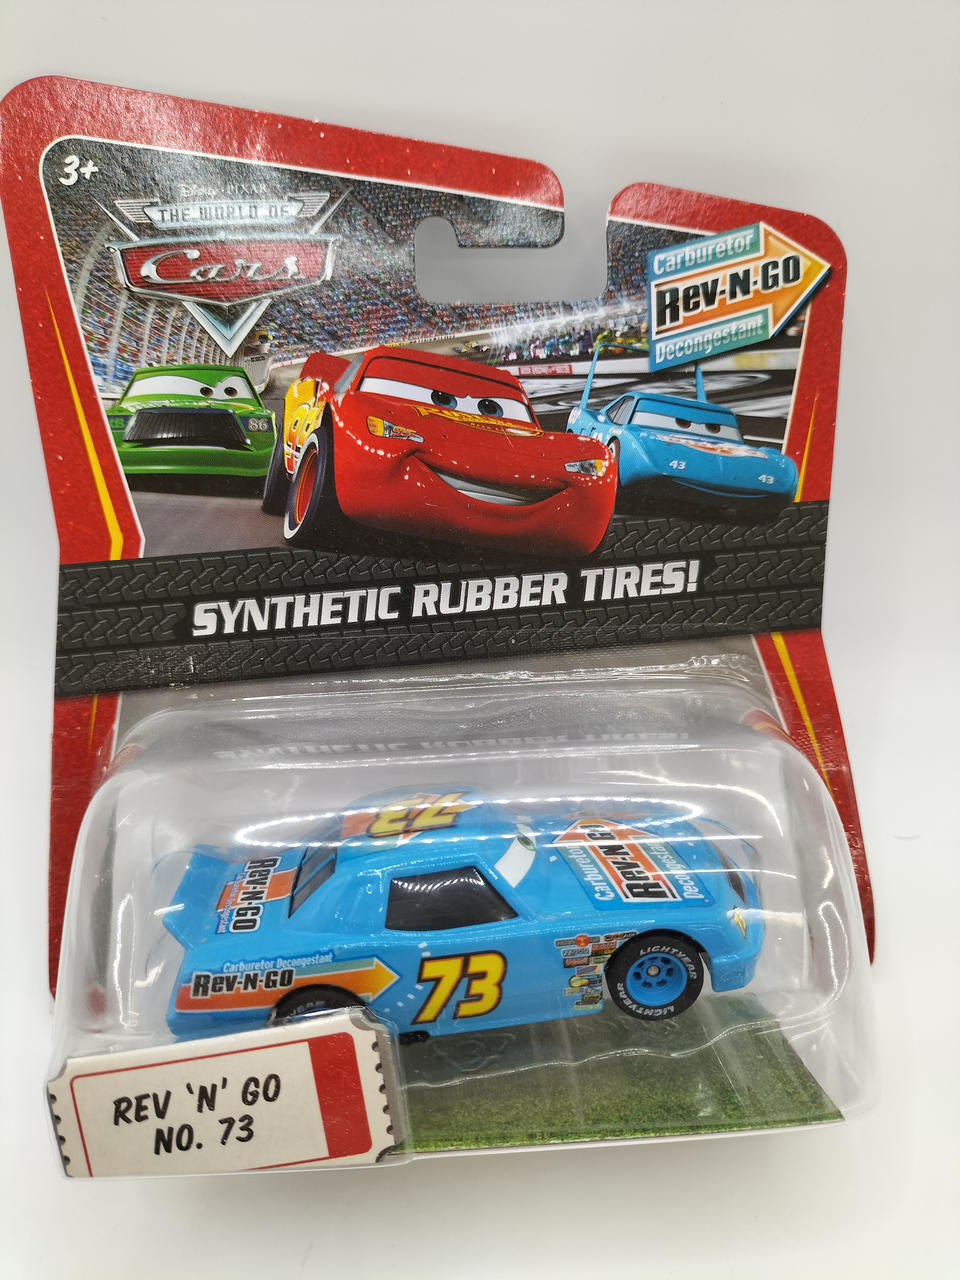 3+
Disney · PIXAR
THE WORLD OF
Cars
Carburetor
REV-N-GO
Decongestant
86
43
43
SYNTHETIC RUBBER TIRES!
73
Carburetor
REV-N-GO
Decongestant
REV-N-GO
Carburetor Decongestant
REV-N-GO
73
LIGHTYEAR
LIGHTYEAR
REV 'N' GO
NO. 73